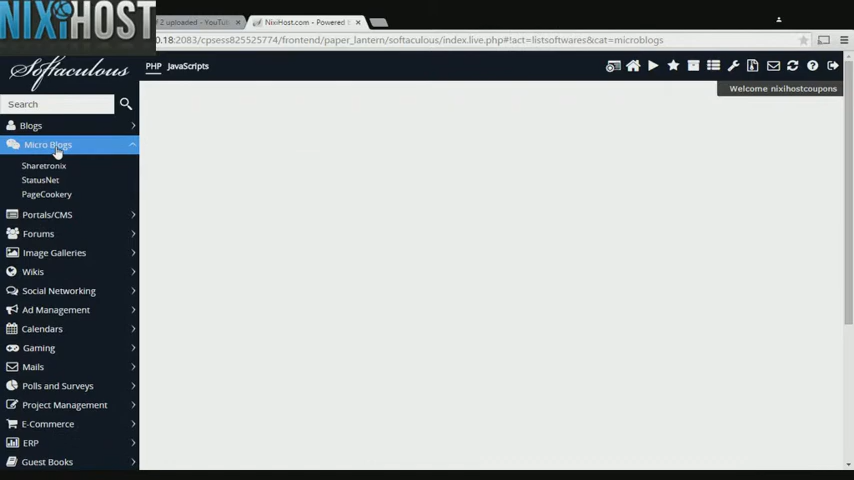 NIXIHOST
Z uploaded - YouTu
NixiHost.com - Powered
0.18:2083/cpsess825525774/frontend/paper_lantern/softaculous/index.live.php#!act=listsoftwares&cat=microblogs
Softaculous
PHP JavaScripts
Welcome nixihostcoupons
Search
Blogs
Micro Blogs
Sharetronix
StatusNet
PageCookery
Portals/CMS
Forums
Image Galleries
Wikis
Social Networking
Ad Management
Calendars
Gaming
Mails
Polls and Surveys
Project Management
E-Commerce
ERP
Guest Books